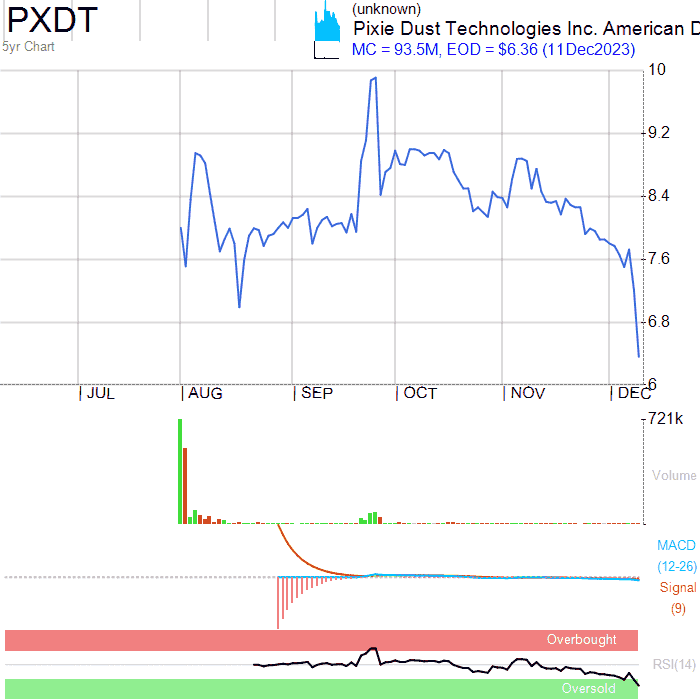 PXDT
5yr Chart
(unknown)
Pixie Dust Technologies Inc. American D
MC = 93.5M, EOD = $6.36 (11Dec2023)
10
9.2
8.4
7.6
6.8
6
JUL AUG SEP OCT NOV DEC
721k
Volume
MACD
(12-26)
Signal
(9)
Overbought
RSI(14)
Oversold